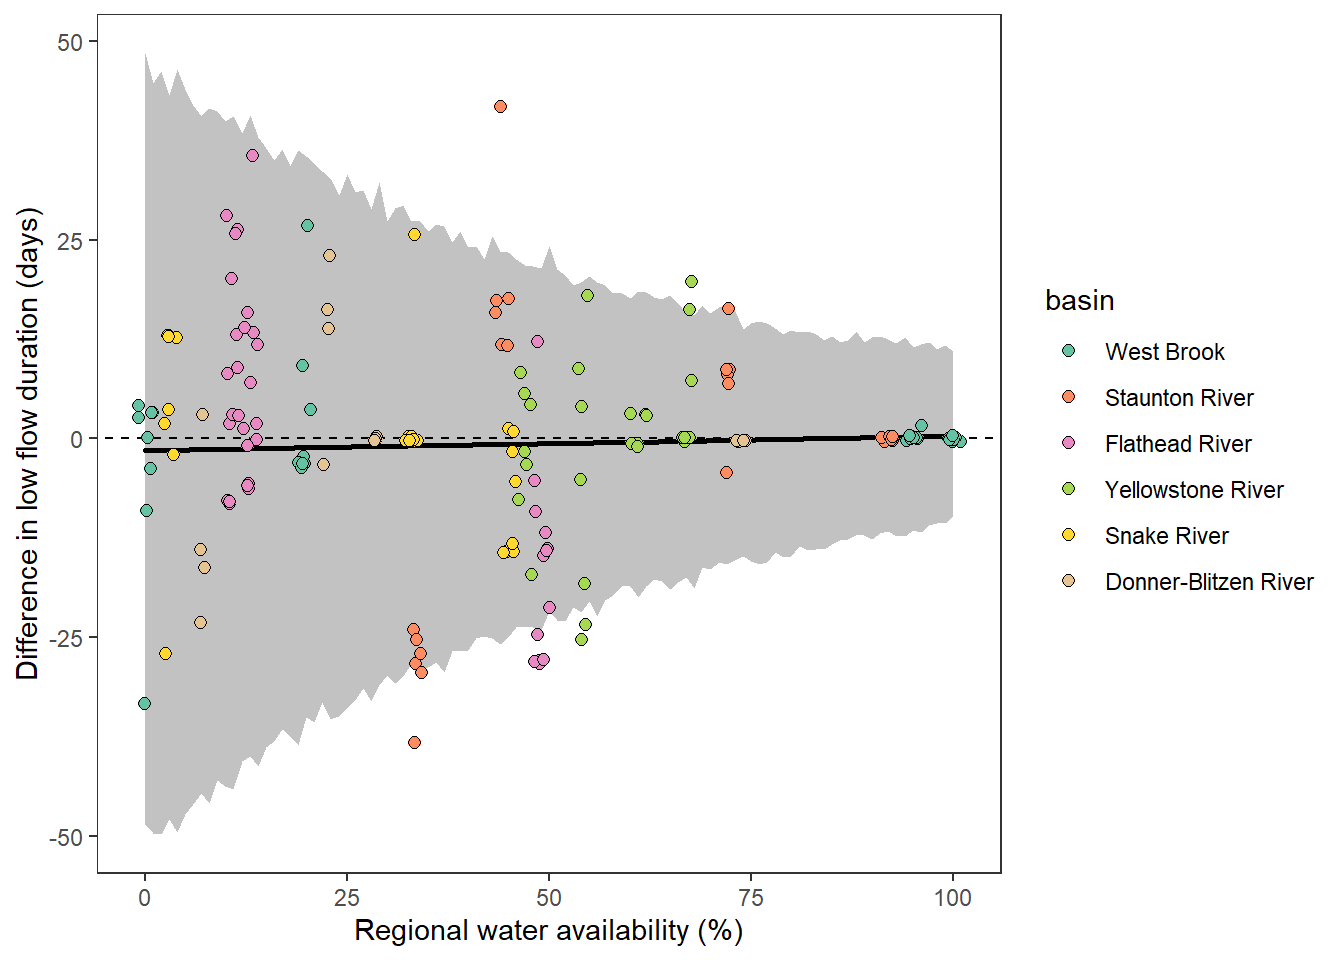 Difference in low flow duration (days)
50
25
0
-25
-50
0 25 50 75 100
Regional water availability (%)
basin
West Brook
Staunton River
Flathead River
Yellowstone River
Snake River
Donner-Blitzen River